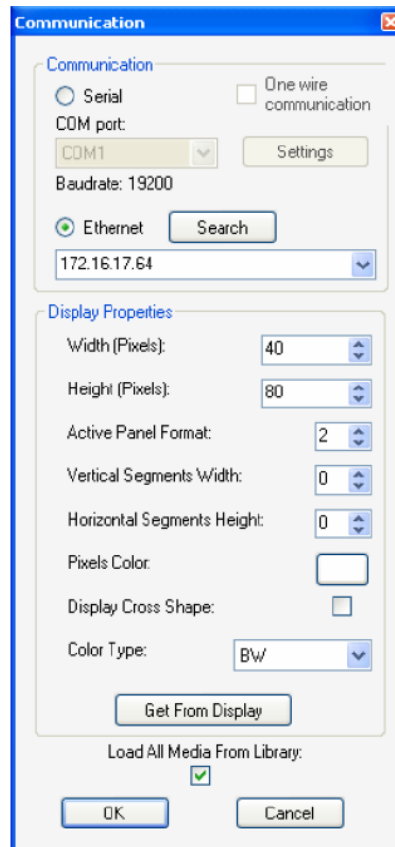 Communication
Communication
Serial
One wire
communication
COM port:
COM1
Settings
Baudrate: 19200
Ethernet
Search
172.16.17.64
Display Properties
Width (Pixels):
40
Height (Pixels):
80
Active Panel Format:
2
Vertical Segments Width:
0
Horizontal Segments Height:
0
Pixels Color:
Display Cross Shape:
Color Type:
BW
Get From Display
Load All Media From Library:
OK
Cancel